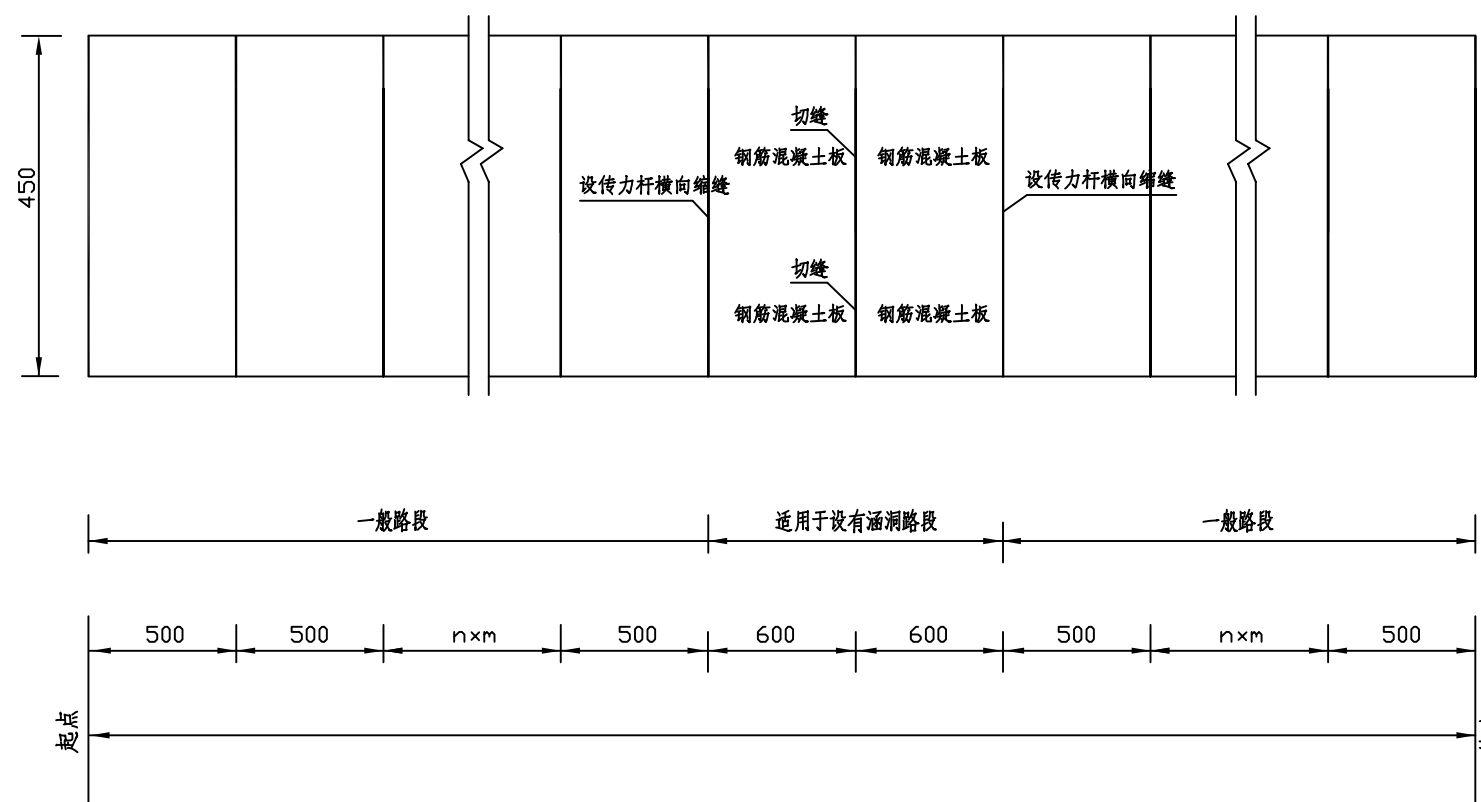 切缝
钢筋混凝土板 钢筋混凝土板
设传力杆横向缩缝 设传力杆横向缩缝
450
切缝
钢筋混凝土板 钢筋混凝土板
一般路段 适用于设有涵洞路段 一般路段
500 500 n×m 500 600 600 500 n×m 500
起点